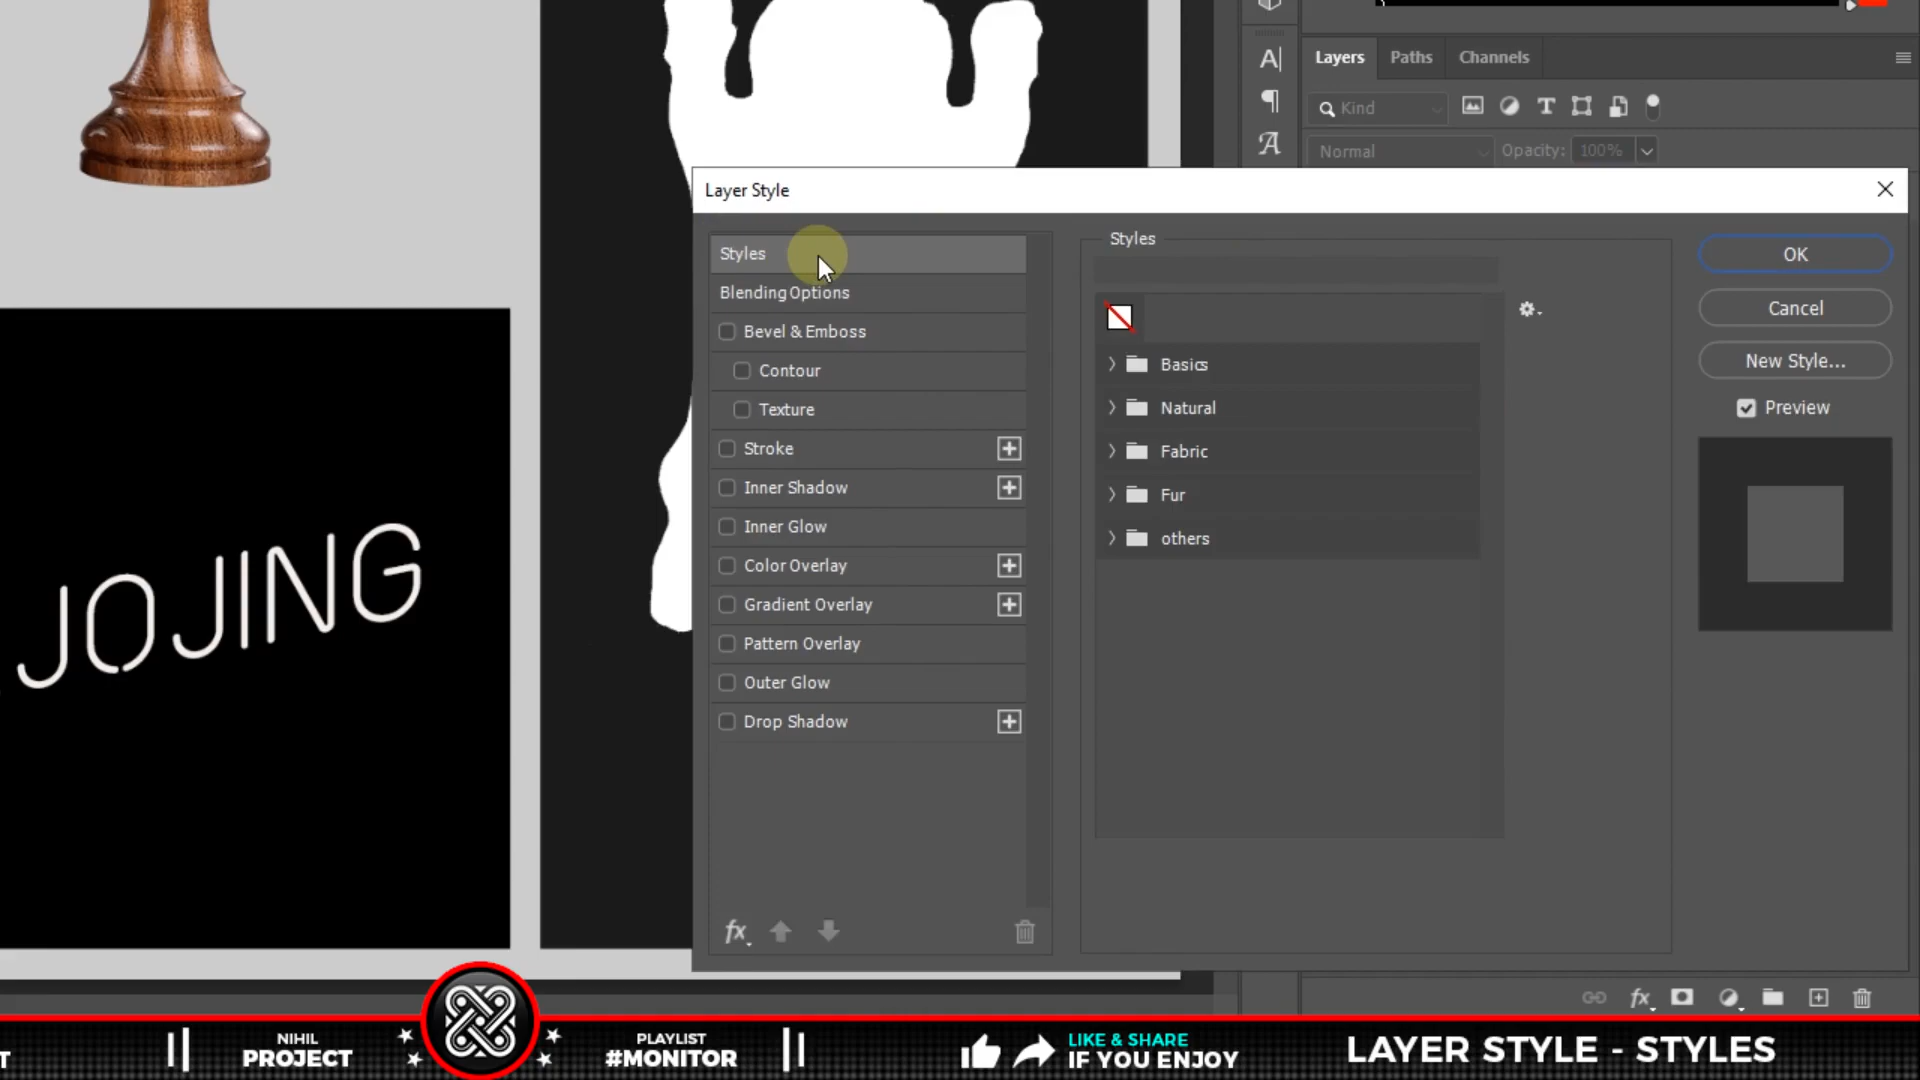 Layers
Paths
Channels
Kind
Normal
Opacity: 100%
Layer Style
Styles
Blending Options
Bevel & Emboss
Contour
Texture
Stroke
Inner Shadow
Inner Glow
Color Overlay
Gradient Overlay
Pattern Overlay
Outer Glow
Drop Shadow
fx
Styles
Basics
Natural
Fabric
Fur
others
OK
Cancel
New Style...
Preview
JOJING
fx
T
NIHIL
PROJECT
PLAYLIST
#MONITOR
LIKE & SHARE
IF YOU ENJOY
LAYER STYLE - STYLES